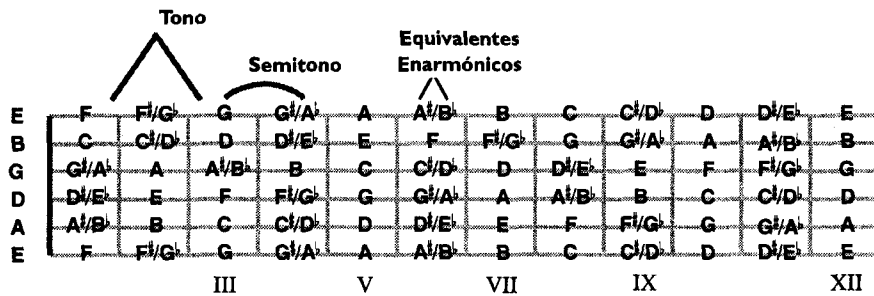 Tono
Semitono
Equivalentes
Enarmónicos
E F F♯/G♭ G G♯/A♭ A A♯/B♭ B C C♯/D♭ D D♯/E♭ E
B C C♯/D♭ D D♯/E♭ E F F♯/G♭ G G♯/A♭ A A♯/B♭ B
G G♯/A♭ A A♯/B♭ B C C♯/D♭ D D♯/E♭ E F F♯/G♭ G
D D♯/E♭ E F F♯/G♭ G G♯/A♭ A A♯/B♭ B C C♯/D♭ D
A A♯/B♭ B C C♯/D♭ D D♯/E♭ E F F♯/G♭ G G♯/A♭ A
E F F♯/G♭ G G♯/A♭ A A♯/B♭ B C C♯/D♭ D D♯/E♭ E
III V VII IX XII